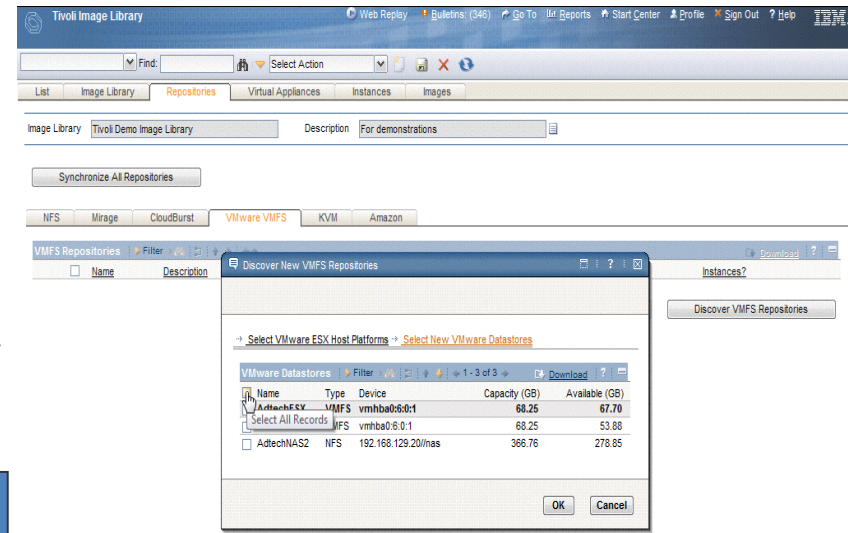 Tivoli Image Library
Web Replay Bulletins: (346) Go To Reports Start Center Profile Sign Out ? Help IBM.
Find: Select Action
List Image Library Repositories Virtual Appliances Instances Images
Image Library Tivoli Demo Image Library Description For demonstrations
Synchronize All Repositories
NFS Mirage CloudBurst VMware VMFS KVM Amazon
VMFS Repositories Filter Download ?
Name Description Instances?
Discover VMFS Repositories
Discover New VMFS Repositories ?
Select VMware ESX Host Platforms Select New VMware Datastores
VMware Datastores Filter 1 - 3 of 3 Download ?
Name Type Device Capacity (GB) Available (GB)
AdtechESX VMFS vmhba0:6:0:1 68.25 67.70
Select All Records vmhba0:6:0:1 68.25 53.88
AdtechNAS2 NFS 192.168.129.20//nas 366.76 278.85
OK Cancel